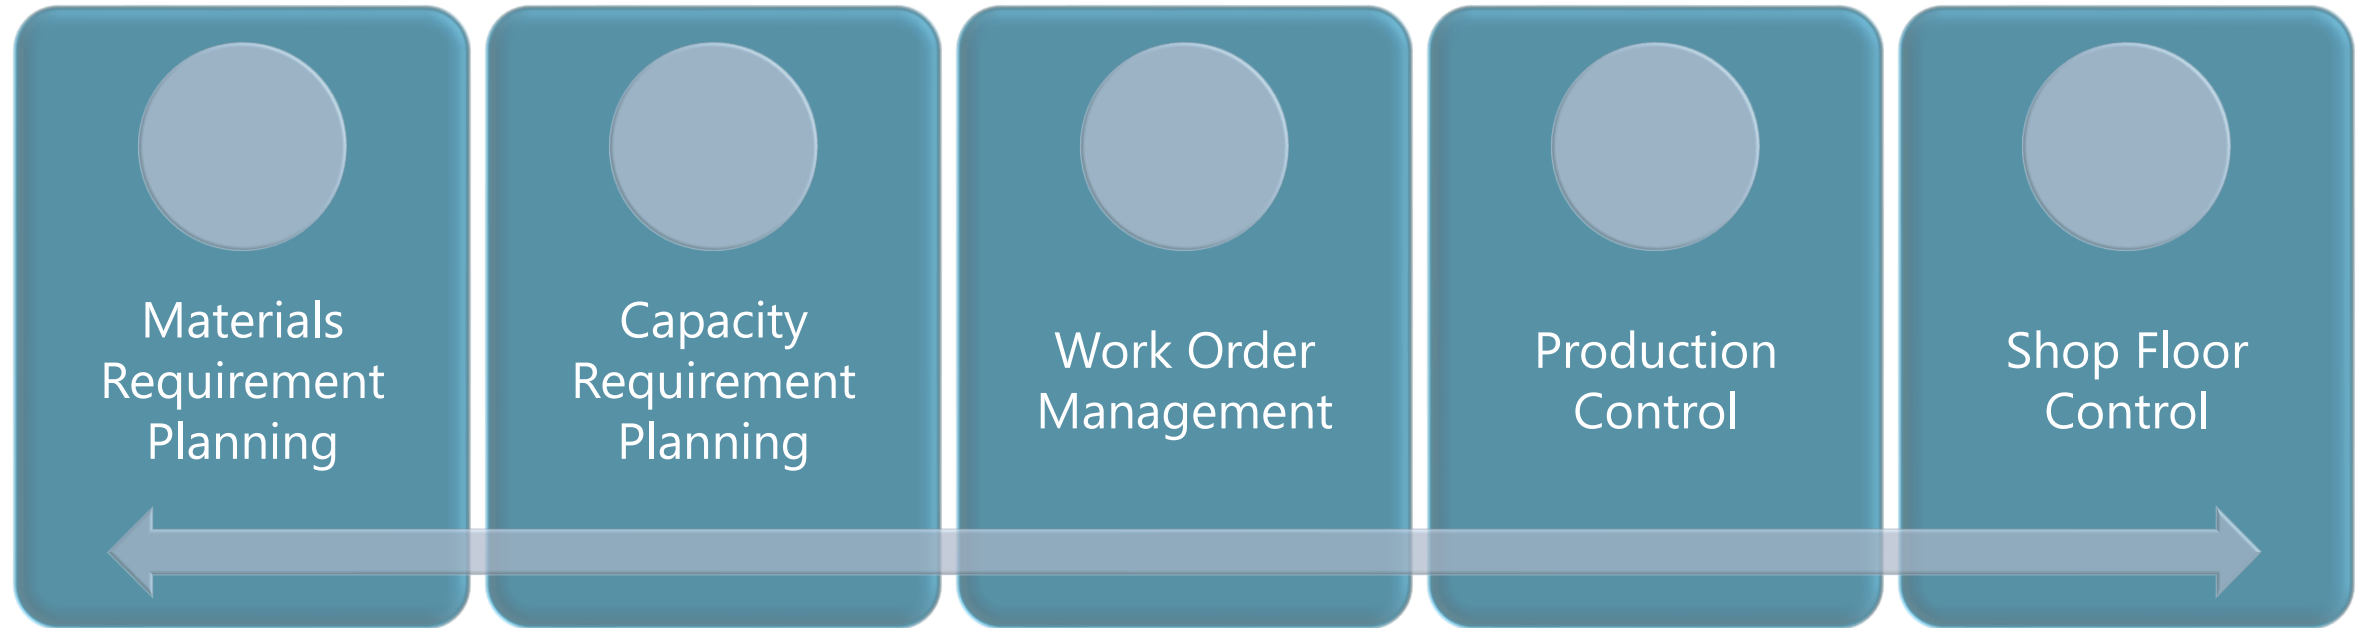 Materials
Requirement
Planning
Capacity
Requirement
Planning
Work Order
Management
Production
Control
Shop Floor
Control